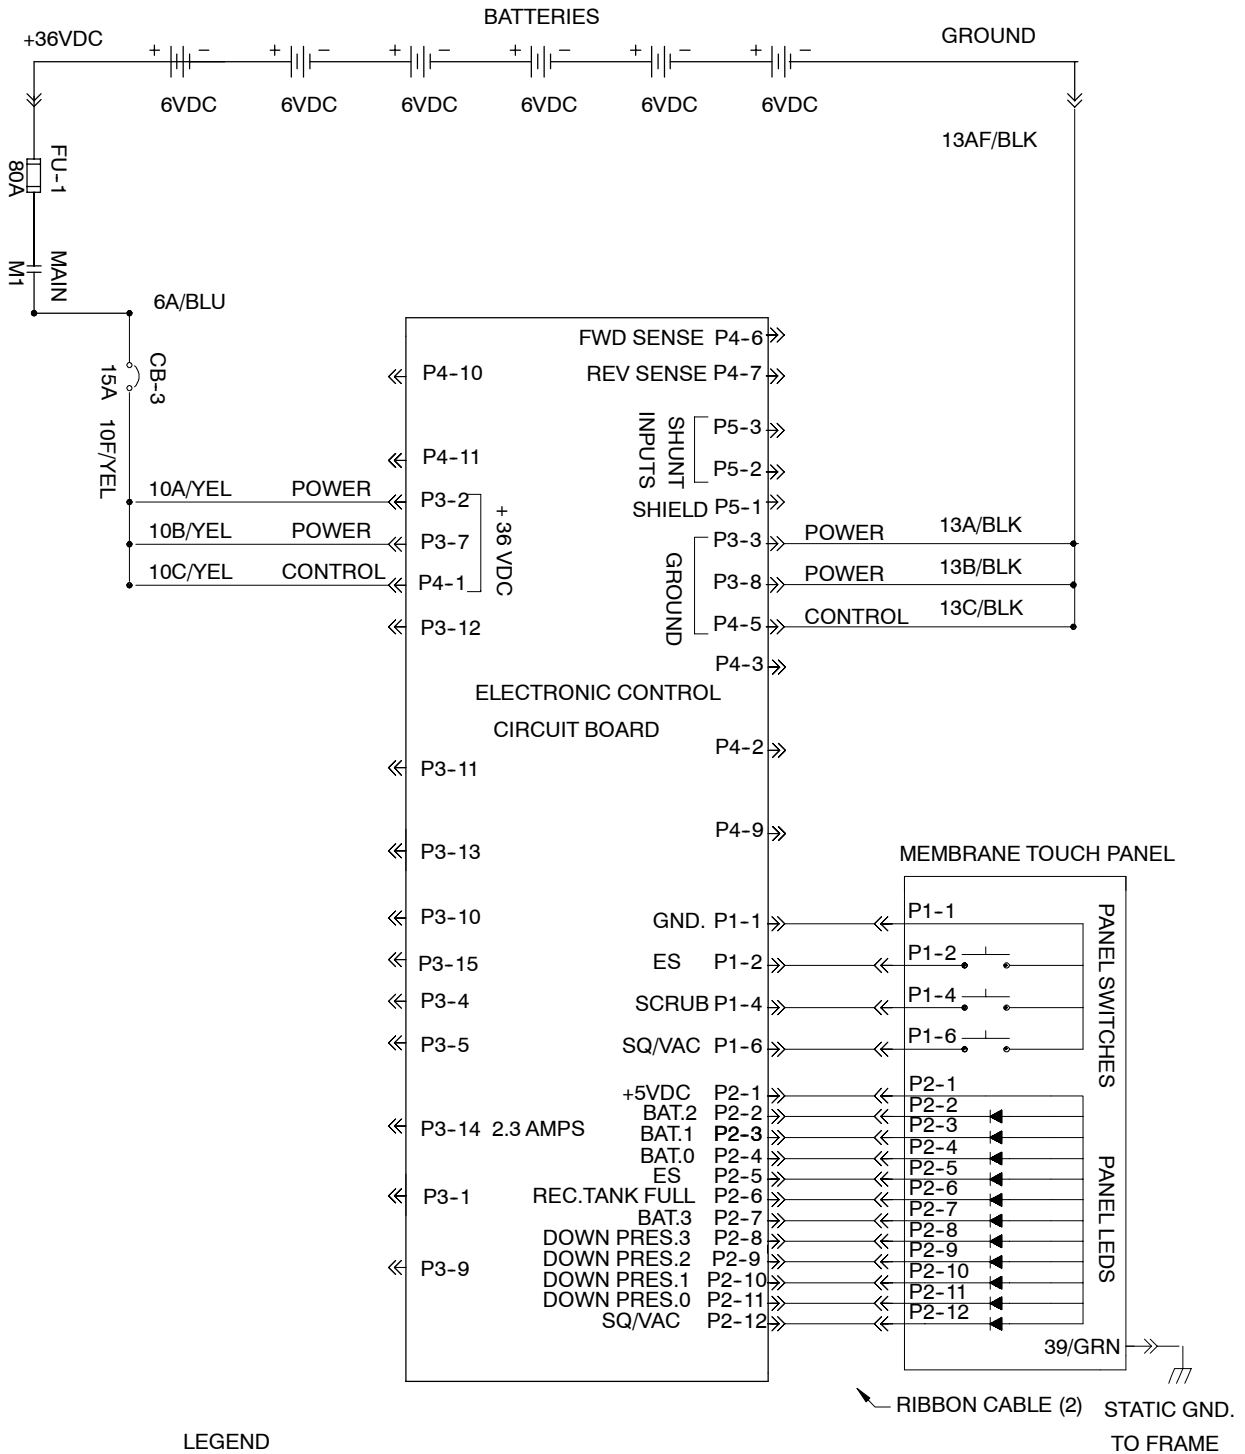 BATTERIES
+36VDC
GROUND
+ − + − + − + − + − + −
6VDC 6VDC 6VDC 6VDC 6VDC 6VDC
13AF/BLK
FU-1
80A
MAIN
M1
6A/BLU
CB-3
15A
10F/YEL
10A/YEL POWER
10B/YEL POWER
10C/YEL CONTROL
P4-10
P4-11
P3-2
P3-7
P4-1
+ 36 VDC
P3-12
P3-11
P3-13
P3-10
P3-15
P3-4
P3-5
P3-14 2.3 AMPS
P3-1
P3-9
ELECTRONIC CONTROL
CIRCUIT BOARD
FWD SENSE P4-6
REV SENSE P4-7
SHUNT
INPUTS
P5-3
P5-2
SHIELD P5-1
GROUND
P3-3 POWER 13A/BLK
P3-8 POWER 13B/BLK
P4-5 CONTROL 13C/BLK
P4-3
P4-2
P4-9
MEMBRANE TOUCH PANEL
GND. P1-1 P1-1
ES P1-2 P1-2
SCRUB P1-4 P1-4
SQ/VAC P1-6 P1-6
PANEL SWITCHES
+5VDC P2-1 P2-1
BAT.2 P2-2 P2-2
BAT.1 P2-3 P2-3
BAT.0 P2-4 P2-4
ES P2-5 P2-5
REC.TANK FULL P2-6 P2-6
BAT.3 P2-7 P2-7
DOWN PRES.3 P2-8 P2-8
DOWN PRES.2 P2-9 P2-9
DOWN PRES.1 P2-10 P2-10
DOWN PRES.0 P2-11 P2-11
SQ/VAC P2-12 P2-12
PANEL LEDS
39/GRN
RIBBON CABLE (2)
STATIC GND.
TO FRAME
LEGEND